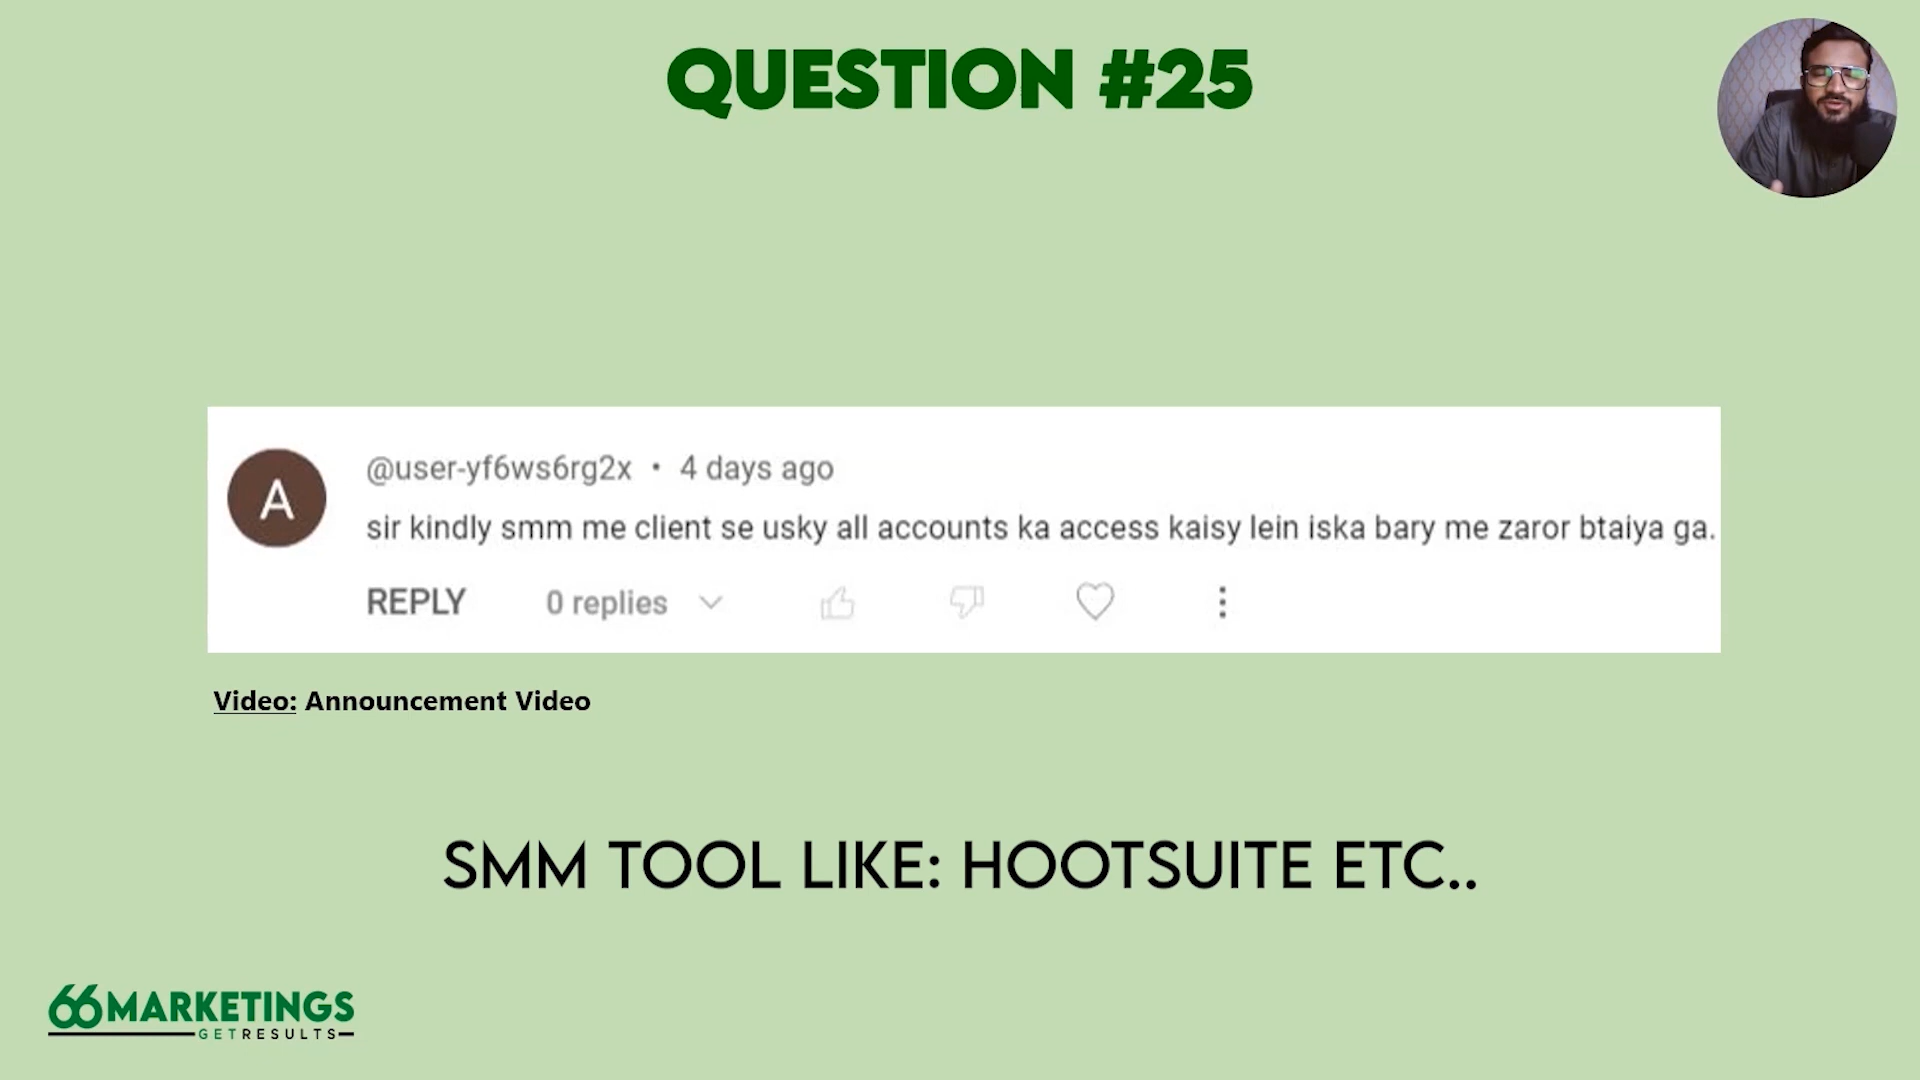 QUESTION #25
A
@user-yf6ws6rg2x • 4 days ago
sir kindly smm me client se usky all accounts ka access kaisy lein iska bary me zaror btaiya ga.
REPLY 0 replies
Video: Announcement Video
SMM TOOL LIKE: HOOTSUITE ETC..
66MARKETINGS
GETRESULTS